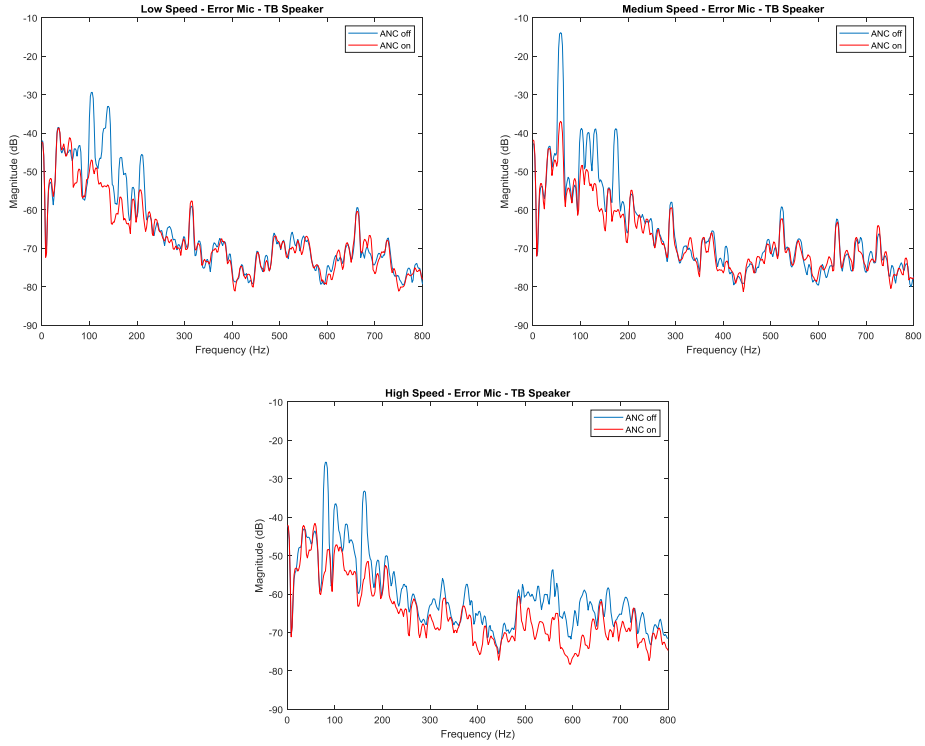 Low Speed - Error Mic - TB Speaker
-10
-20
-30
-40
-50
-60
-70
-80
-90
Magnitude (dB)
ANC off
ANC on
0 100 200 300 400 500 600 700 800
Frequency (Hz)
Medium Speed - Error Mic - TB Speaker
-10
-20
-30
-40
-50
-60
-70
-80
-90
Magnitude (dB)
ANC off
ANC on
0 100 200 300 400 500 600 700 800
Frequency (Hz)
High Speed - Error Mic - TB Speaker
-10
-20
-30
-40
-50
-60
-70
-80
-90
Magnitude (dB)
ANC off
ANC on
0 100 200 300 400 500 600 700 800
Frequency (Hz)